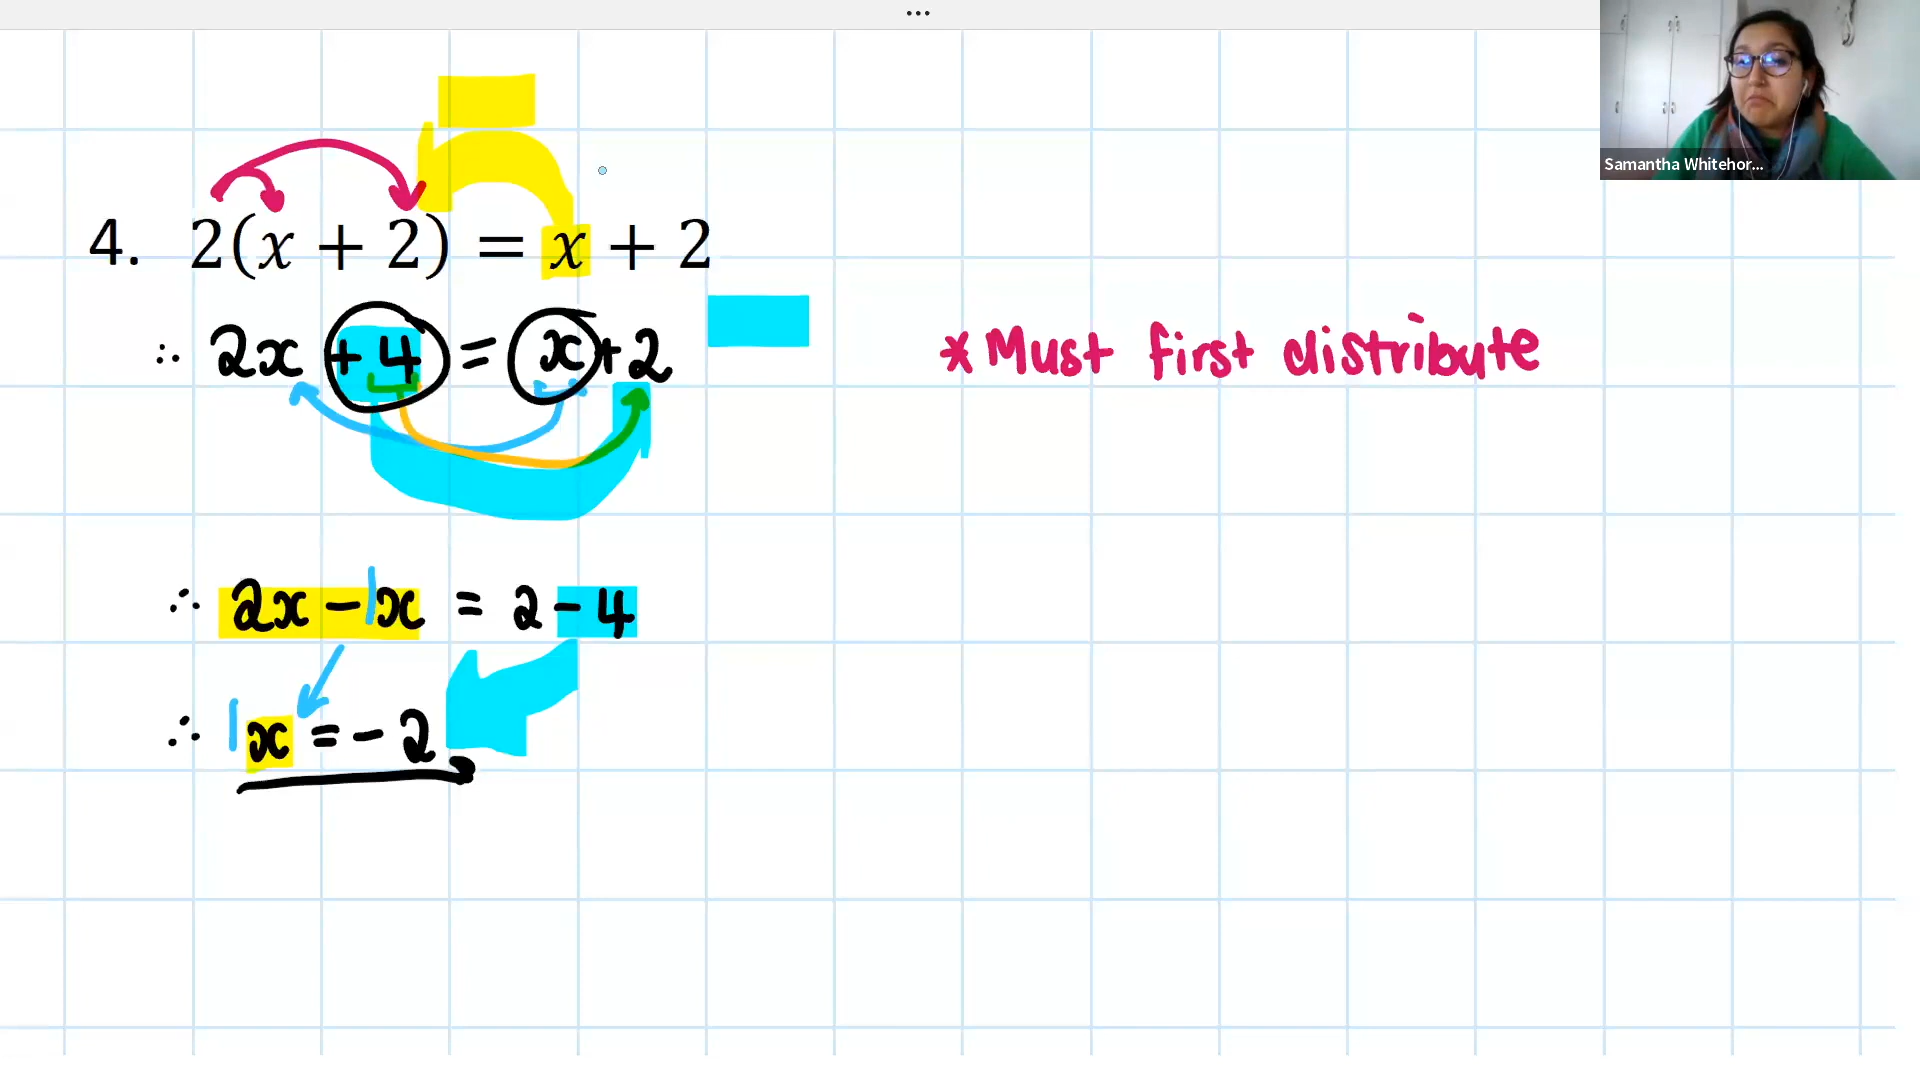 ...
Samantha Whitehor...
4. 2(x + 2) = x + 2
∴ 2x + 4 = x + 2
* Must first distribute
∴ 2x - 1x = 2 - 4
∴ 1x = - 2